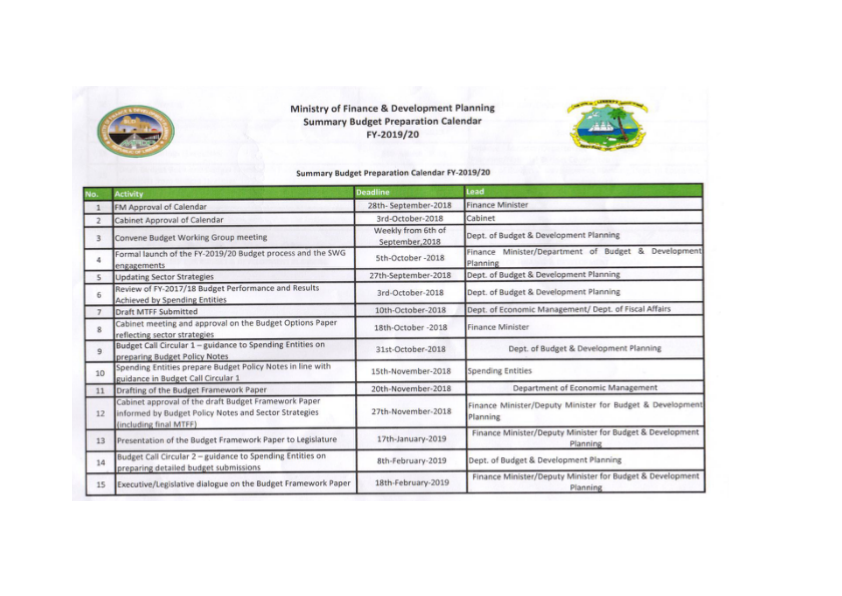 Ministry of Finance & Development Planning
Summary Budget Preparation Calendar
FY-2019/20
Summary Budget Preparation Calendar FY-2019/20
No. Activity Deadline Lead
1 FM Approval of Calendar 28th- September-2018 Finance Minister
2 Cabinet Approval of Calendar 3rd-October-2018 Cabinet
3 Convene Budget Working Group meeting Weekly from 6th of September,2018 Dept. of Budget & Development Planning
4 Formal launch of the FY-2019/20 Budget process and the SWG engagements 5th-October -2018 Finance Minister/Department of Budget & Development Planning
5 Updating Sector Strategies 27th-September-2018 Dept. of Budget & Development Planning
6 Review of FY-2017/18 Budget Performance and Results Achieved by Spending Entities 3rd-October-2018 Dept. of Budget & Development Planning
7 Draft MTFF Submitted 10th-October-2018 Dept. of Economic Management/ Dept. of Fiscal Affairs
8 Cabinet meeting and approval on the Budget Options Paper reflecting sector strategies 18th-October -2018 Finance Minister
9 Budget Call Circular 1 – guidance to Spending Entities on preparing Budget Policy Notes 31st-October-2018 Dept. of Budget & Development Planning
10 Spending Entities prepare Budget Policy Notes in line with guidance in Budget Call Circular 1 15th-November-2018 Spending Entities
11 Drafting of the Budget Framework Paper 20th-November-2018 Department of Economic Management
12 Cabinet approval of the draft Budget Framework Paper informed by Budget Policy Notes and Sector Strategies (including final MTFF) 27th-November-2018 Finance Minister/Deputy Minister for Budget & Development Planning
13 Presentation of the Budget Framework Paper to Legislature 17th-January-2019 Finance Minister/Deputy Minister for Budget & Development Planning
14 Budget Call Circular 2 – guidance to Spending Entities on preparing detailed budget submissions 8th-February-2019 Dept. of Budget & Development Planning
15 Executive/Legislative dialogue on the Budget Framework Paper 18th-February-2019 Finance Minister/Deputy Minister for Budget & Development Planning